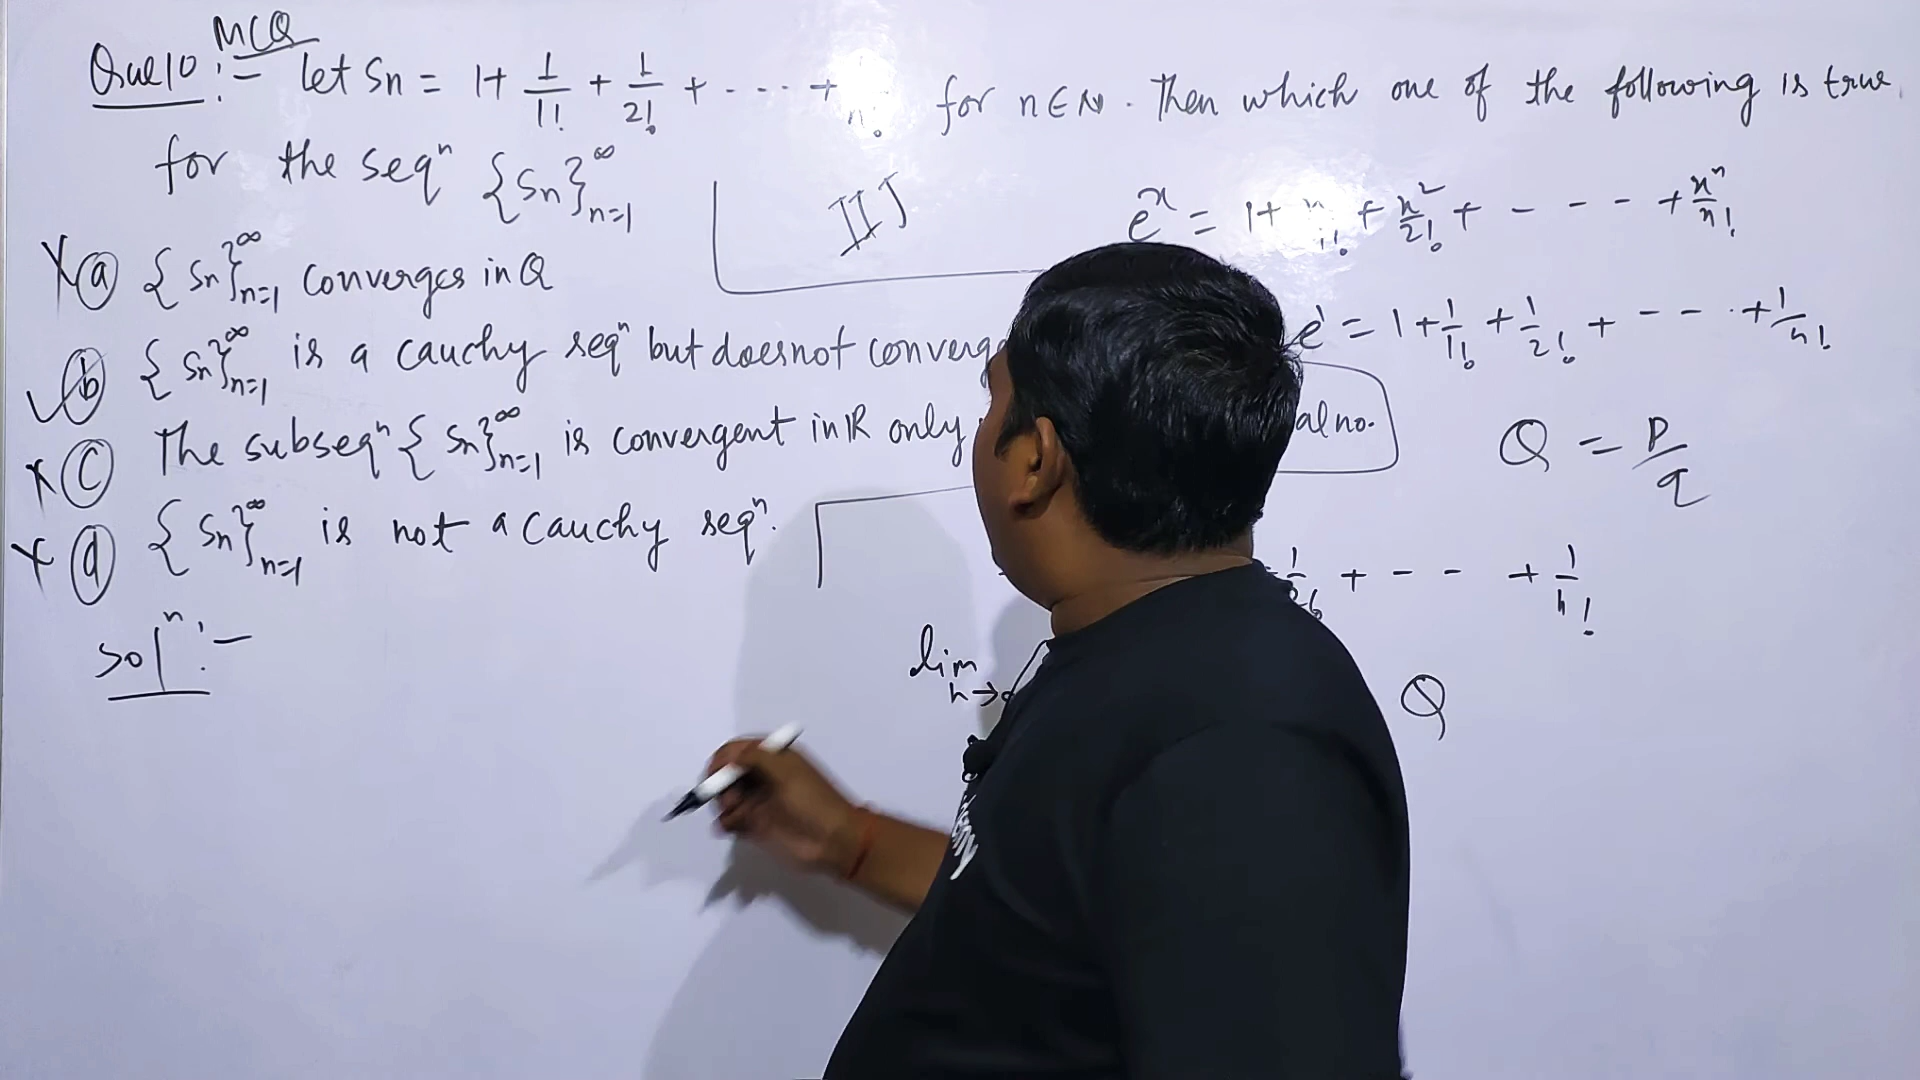 MCQ
Que10 :- let Sn = 1+ 1/1! + 1/2! + - - - + n! for n∈N. Then which one of the following is true
for the seqⁿ {Sn}∞n=1
IIJ
eˣ = 1+ 1! + x²/2! + - - - - + xⁿ/n!
X (a) {Sn}∞n=1 converges in Q
e¹ = 1+1/1! +1/2! + - - - +1/n!
✓ (b) {Sn}∞n=1 is a cauchy seqⁿ but doesnot converge
X (c) The subseqⁿ {Sn}∞n=1 is convergent in R only al no.
Q = P/q
X (d) {Sn}∞n=1 is not a cauchy seqⁿ.
+ - - + 1/n!
Solⁿ :-
lim n→
Q